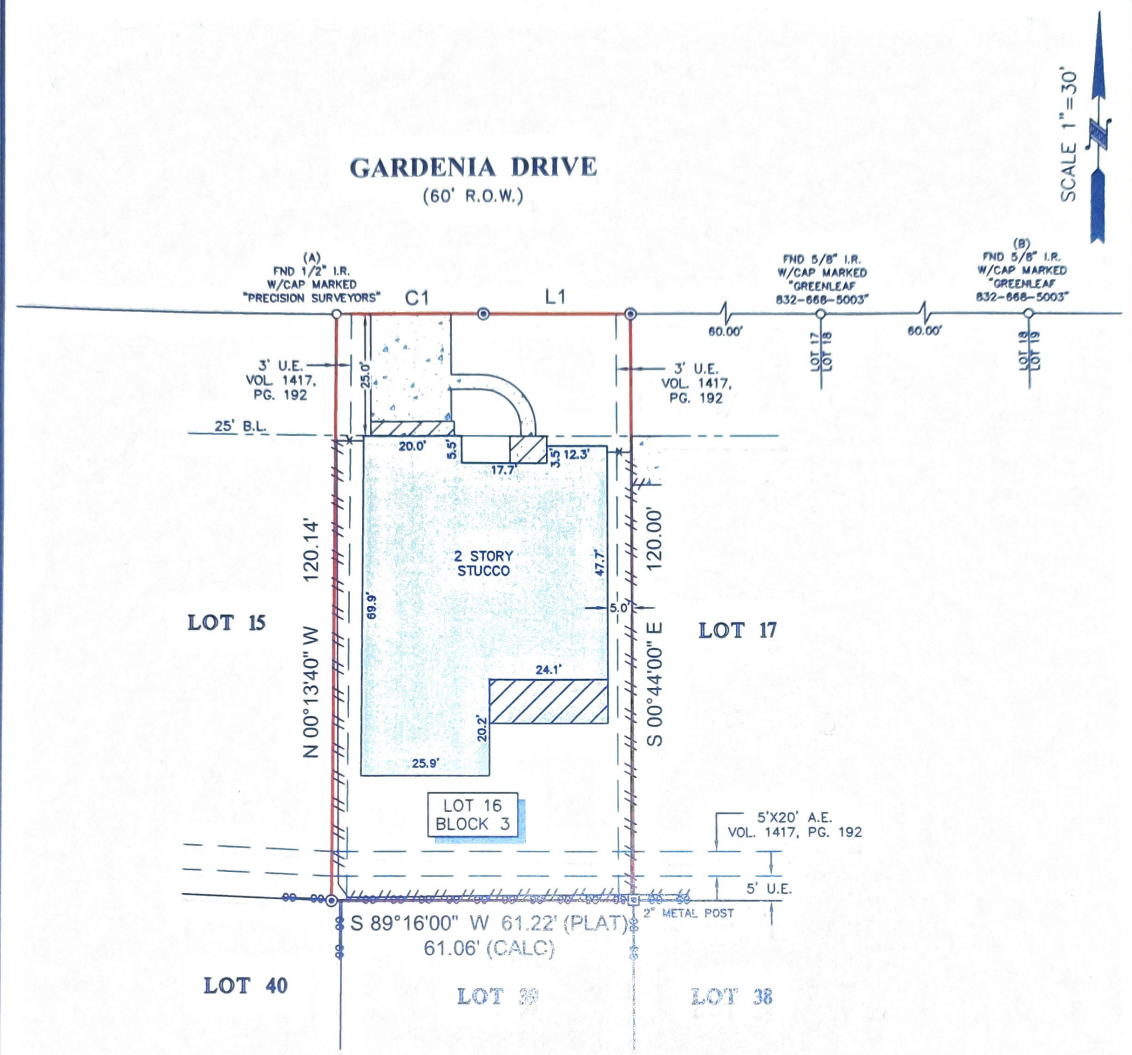 SCALE 1"=30'
GARDENIA DRIVE
(60' R.O.W.)
(A)
FND 1/2" I.R.
W/CAP MARKED
"PRECISION SURVEYORS"
C1
L1
FND 5/8" I.R.
W/CAP MARKED
"GREENLEAF
832-668-5003"
(B)
FND 5/8" I.R.
W/CAP MARKED
"GREENLEAF
832-668-5003"
60.00'
60.00'
LOT 17
LOT 18
LOT 18
LOT 19
3' U.E.
VOL. 1417,
PG. 192
25.0'
3' U.E.
VOL. 1417,
PG. 192
25' B.L.
20.0'
5.5'
17.7'
3.5'
12.3'
2 STORY
STUCCO
N 00°13'40" W 120.14'
69.9'
47.7'
5.0'
S 00°44'00" E 120.00'
LOT 15
LOT 17
24.1'
20.2'
25.9'
LOT 16
BLOCK 3
5'X20' A.E.
VOL. 1417, PG. 192
5' U.E.
2" METAL POST
S 89°16'00" W 61.22' (PLAT)
61.06' (CALC)
LOT 40
LOT 39
LOT 38